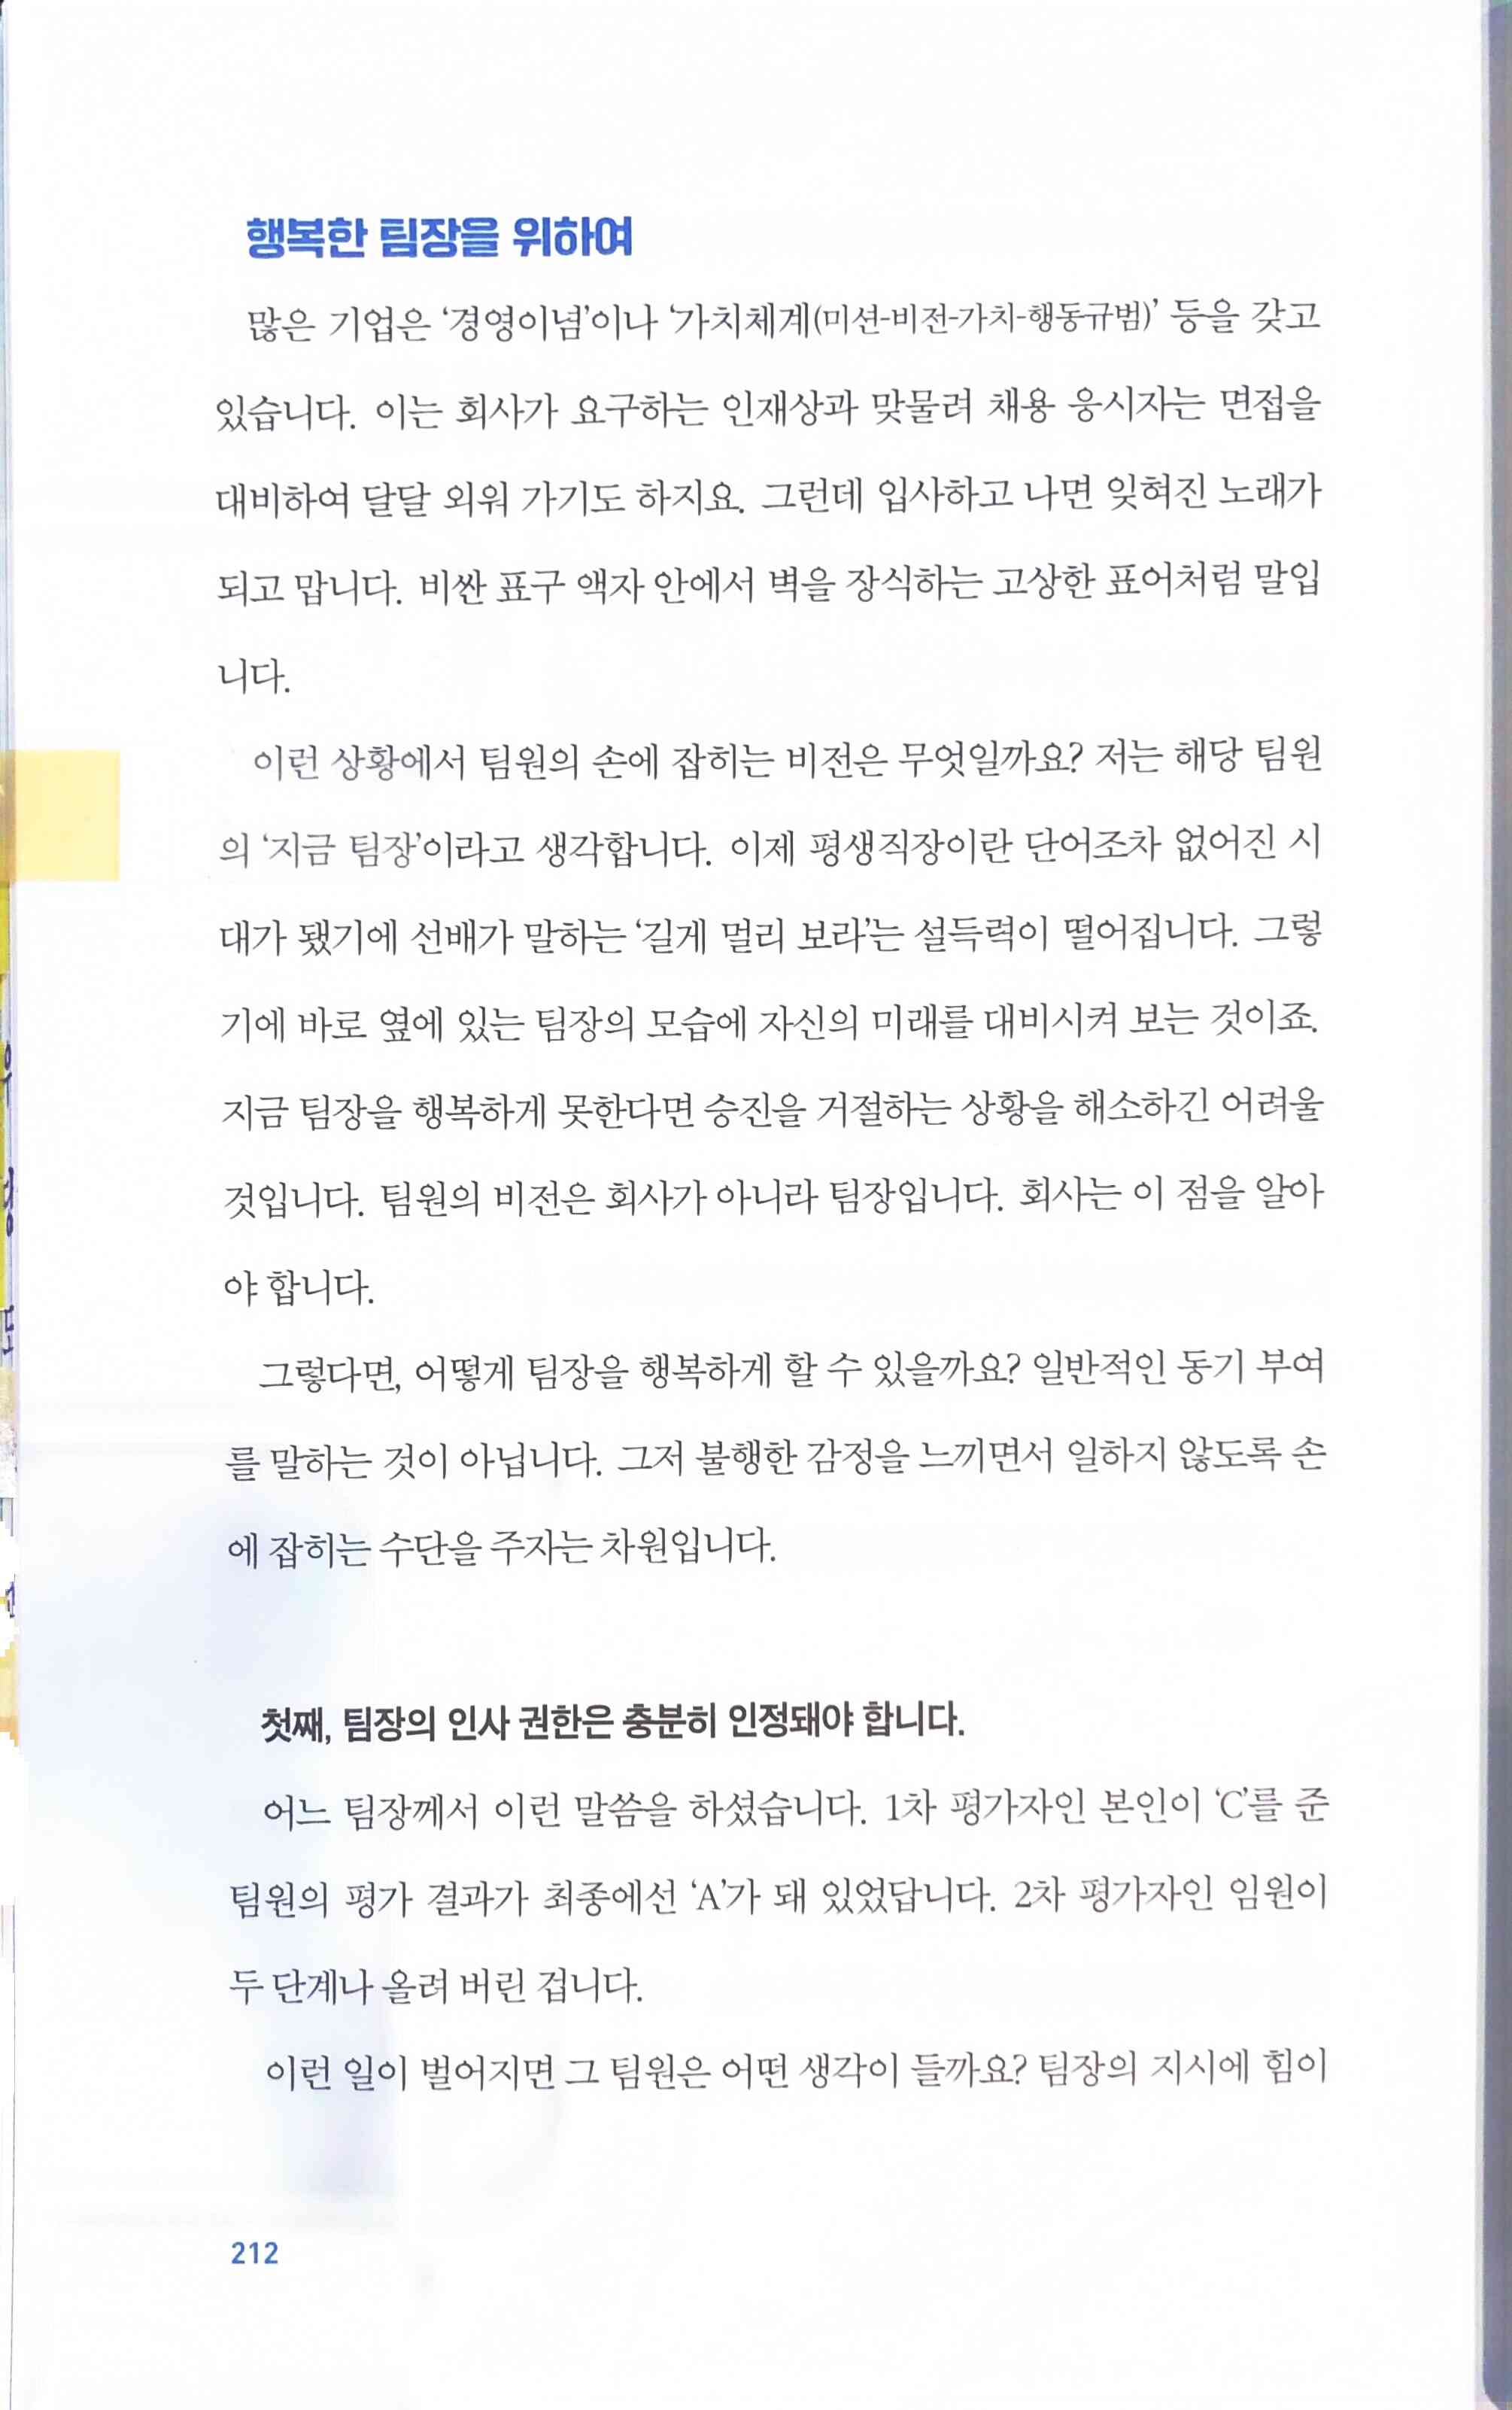 행복한 팀장을 위하여
많은 기업은 ‘경영이념’이나 ‘가치체계(미션-비전-가치-행동규범)’ 등을 갖고
있습니다. 이는 회사가 요구하는 인재상과 맞물려 채용 응시자는 면접을
대비하여 달달 외워 가기도 하지요. 그런데 입사하고 나면 잊혀진 노래가
되고 맙니다. 비싼 표구 액자 안에서 벽을 장식하는 고상한 표어처럼 말입
니다.
이런 상황에서 팀원의 손에 잡히는 비전은 무엇일까요? 저는 해당 팀원
의 ‘지금 팀장’이라고 생각합니다. 이제 평생직장이란 단어조차 없어진 시
대가 됐기에 선배가 말하는 ‘길게 멀리 보라’는 설득력이 떨어집니다. 그렇
기에 바로 옆에 있는 팀장의 모습에 자신의 미래를 대비시켜 보는 것이죠.
지금 팀장을 행복하게 못한다면 승진을 거절하는 상황을 해소하긴 어려울
것입니다. 팀원의 비전은 회사가 아니라 팀장입니다. 회사는 이 점을 알아
야 합니다.
그렇다면, 어떻게 팀장을 행복하게 할 수 있을까요? 일반적인 동기 부여
를 말하는 것이 아닙니다. 그저 불행한 감정을 느끼면서 일하지 않도록 손
에 잡히는 수단을 주자는 차원입니다.
첫째, 팀장의 인사 권한은 충분히 인정돼야 합니다.
어느 팀장께서 이런 말씀을 하셨습니다. 1차 평가자인 본인이 ‘C’를 준
팀원의 평가 결과가 최종에선 ‘A’가 돼 있었답니다. 2차 평가자인 임원이
두 단계나 올려 버린 겁니다.
이런 일이 벌어지면 그 팀원은 어떤 생각이 들까요? 팀장의 지시에 힘이
212